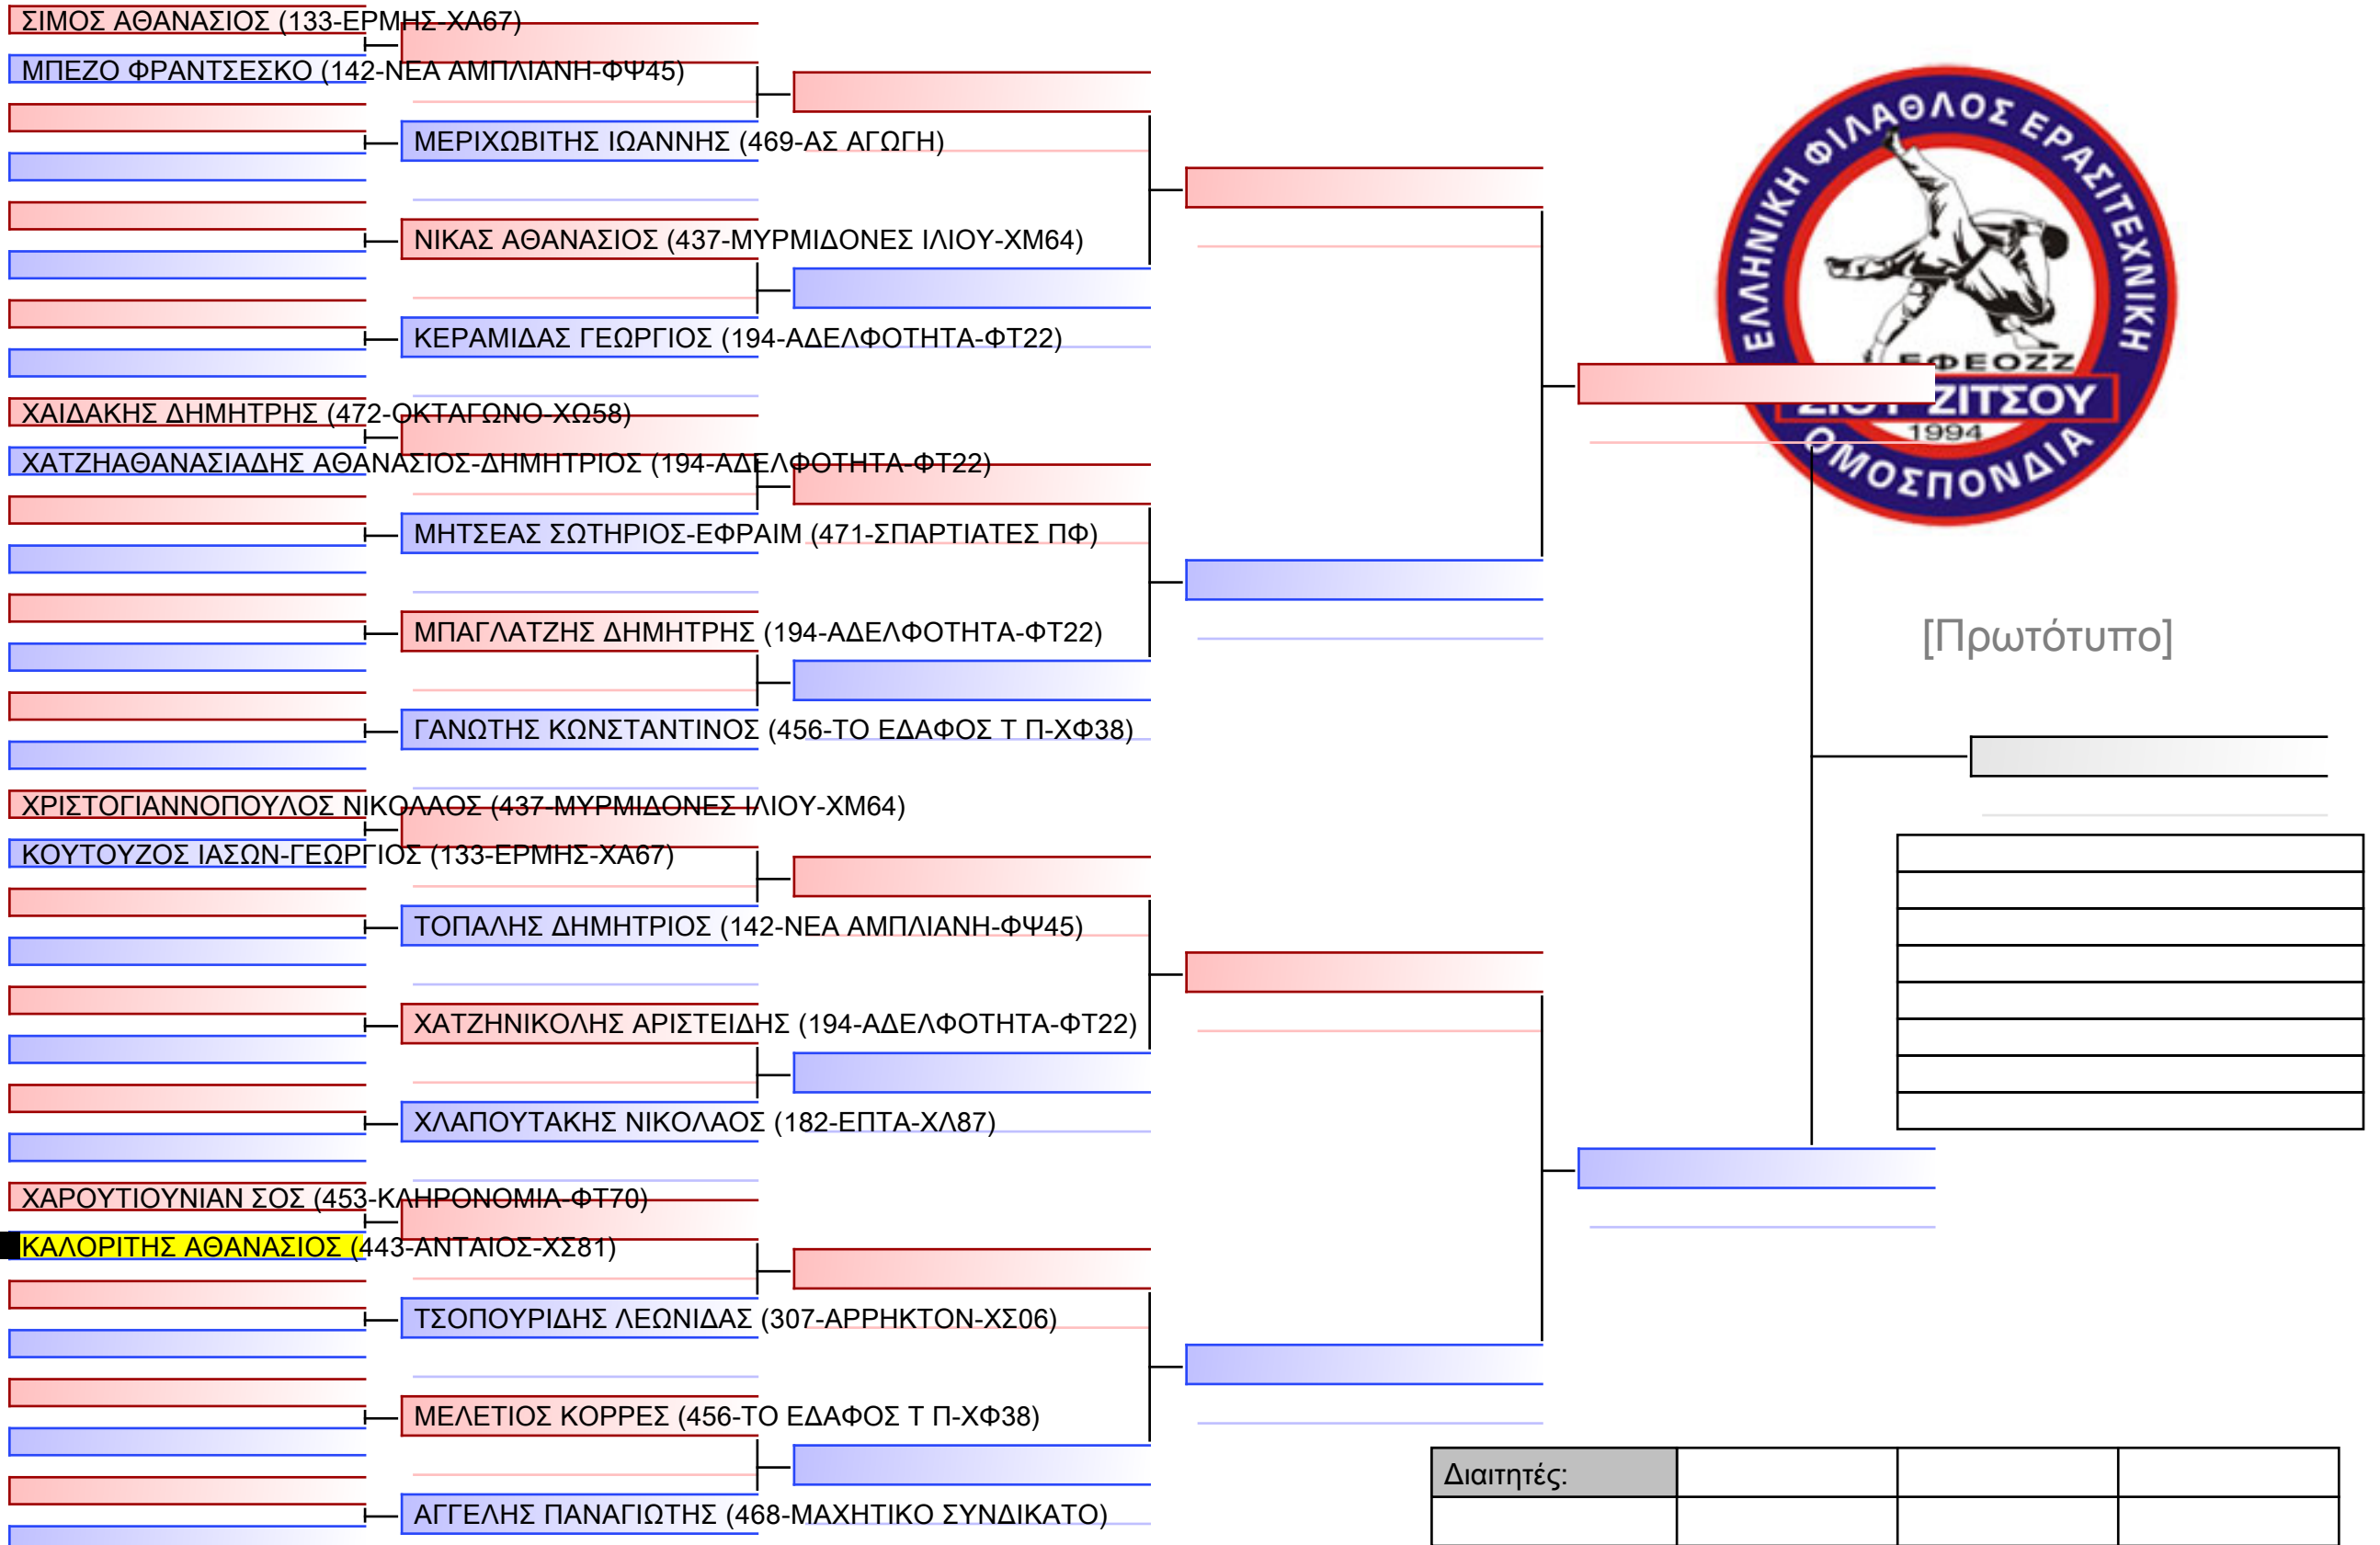 ΣΙΜΟΣ ΑΘΑΝΑΣΙΟΣ (133-ΕΡΜΗΣ-ΧΑ67)
ΜΠΕΖΟ ΦΡΑΝΤΣΕΣΚΟ (142-ΝΕΑ ΑΜΠΛΙΑΝΗ-ΦΨ45)
ΜΕΡΙΧΩΒΙΤΗΣ ΙΩΑΝΝΗΣ (469-ΑΣ ΑΓΩΓΗ)
ΝΙΚΑΣ ΑΘΑΝΑΣΙΟΣ (437-ΜΥΡΜΙΔΟΝΕΣ ΙΛΙΟΥ-ΧΜ64)
ΚΕΡΑΜΙΔΑΣ ΓΕΩΡΓΙΟΣ (194-ΑΔΕΛΦΟΤΗΤΑ-ΦΤ22)
ΧΑΙΔΑΚΗΣ ΔΗΜΗΤΡΗΣ (472-ΟΚΤΑΓΩΝΟ-ΧΩ58)
ΧΑΤΖΗΑΘΑΝΑΣΙΑΔΗΣ ΑΘΑΝΑΣΙΟΣ-ΔΗΜΗΤΡΙΟΣ (194-ΑΔΕΛΦΟΤΗΤΑ-ΦΤ22)
ΜΗΤΣΕΑΣ ΣΩΤΗΡΙΟΣ-ΕΦΡΑΙΜ (471-ΣΠΑΡΤΙΑΤΕΣ ΠΦ)
ΜΠΑΓΛΑΤΖΗΣ ΔΗΜΗΤΡΗΣ (194-ΑΔΕΛΦΟΤΗΤΑ-ΦΤ22)
ΓΑΝΩΤΗΣ ΚΩΝΣΤΑΝΤΙΝΟΣ (456-ΤΟ ΕΔΑΦΟΣ Τ Π-ΧΦ38)
ΧΡΙΣΤΟΓΙΑΝΝΟΠΟΥΛΟΣ ΝΙΚΟΛΑΟΣ (437-ΜΥΡΜΙΔΟΝΕΣ ΙΛΙΟΥ-ΧΜ64)
ΚΟΥΤΟΥΖΟΣ ΙΑΣΩΝ-ΓΕΩΡΓΙΟΣ (133-ΕΡΜΗΣ-ΧΑ67)
ΤΟΠΑΛΗΣ ΔΗΜΗΤΡΙΟΣ (142-ΝΕΑ ΑΜΠΛΙΑΝΗ-ΦΨ45)
ΧΑΤΖΗΝΙΚΟΛΗΣ ΑΡΙΣΤΕΙΔΗΣ (194-ΑΔΕΛΦΟΤΗΤΑ-ΦΤ22)
ΧΛΑΠΟΥΤΑΚΗΣ ΝΙΚΟΛΑΟΣ (182-ΕΠΤΑ-ΧΛ87)
ΧΑΡΟΥΤΙΟΥΝΙΑΝ ΣΟΣ (453-ΚΛΗΡΟΝΟΜΙΑ-ΦΤ70)
ΚΑΛΟΡΙΤΗΣ ΑΘΑΝΑΣΙΟΣ (443-ΑΝΤΑΙΟΣ-ΧΣ81)
ΤΣΟΠΟΥΡΙΔΗΣ ΛΕΩΝΙΔΑΣ (307-ΑΡΡΗΚΤΟΝ-ΧΣ06)
ΜΕΛΕΤΙΟΣ ΚΟΡΡΕΣ (456-ΤΟ ΕΔΑΦΟΣ Τ Π-ΧΦ38)
ΑΓΓΕΛΗΣ ΠΑΝΑΓΙΩΤΗΣ (468-ΜΑΧΗΤΙΚΟ ΣΥΝΔΙΚΑΤΟ)
ΕΛΛΗΝΙΚΗ ΦΙΛΑΘΛΟΣ ΕΡΑΣΙΤΕΧΝΙΚΗ
ΕΦΕΟΖΖ
ΖΙΟΥ ΖΙΤΣΟΥ
1994
ΟΜΟΣΠΟΝΔΙΑ
[Πρωτότυπο]
Διαιτητές: